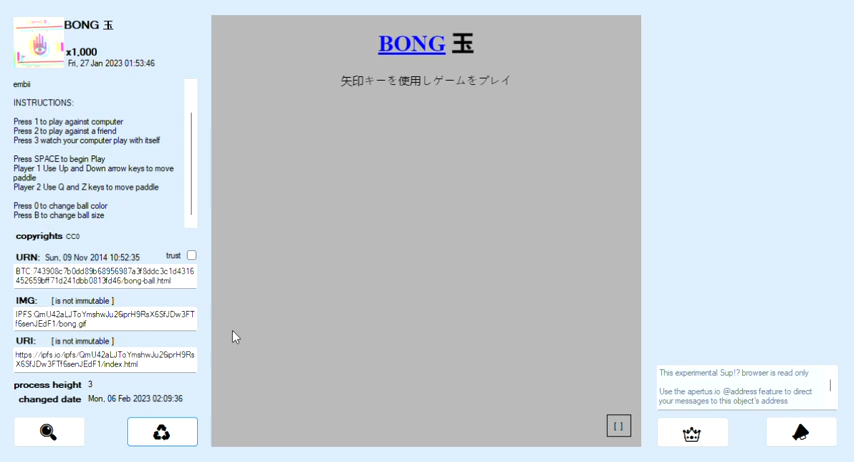 BONG 玉
x1,000
Fri, 27 Jan 2023 01:53:46
embii
INSTRUCTIONS:
Press 1 to play against computer
Press 2 to play against a friend
Press 3 watch your computer play with itself
Press SPACE to begin Play
Player 1 Use Up and Down arrow keys to move
paddle
Player 2 Use Q and Z keys to move paddle
Press 0 to change ball color
Press B to change ball size
copyrights CC0
URN: Sun, 09 Nov 2014 10:52:35 trust
BTC:743908c7b0dd89b68956987a3f8ddc3c1d4316
452659bff71d241dbb0813fd46/bong-ball.html
IMG: [ is not immutable ]
IPFS:QmU42aLJToYmshwJu26iprH9RsX6SfJDw3FT
f6senJEdF1/bong.gif
URI: [ is not immutable ]
https://ipfs.io/ipfs/QmU42aLJToYmshwJu26iprH9Rs
X6SfJDw3FTf6senJEdF1/index.html
process height 3
changed date Mon, 06 Feb 2023 02:09:36
BONG 玉
矢印キーを使用しゲームをプレイ
[ ]
This experimental Sup!? browser is read only
Use the apertus.io @address feature to direct
your messages to this object's address